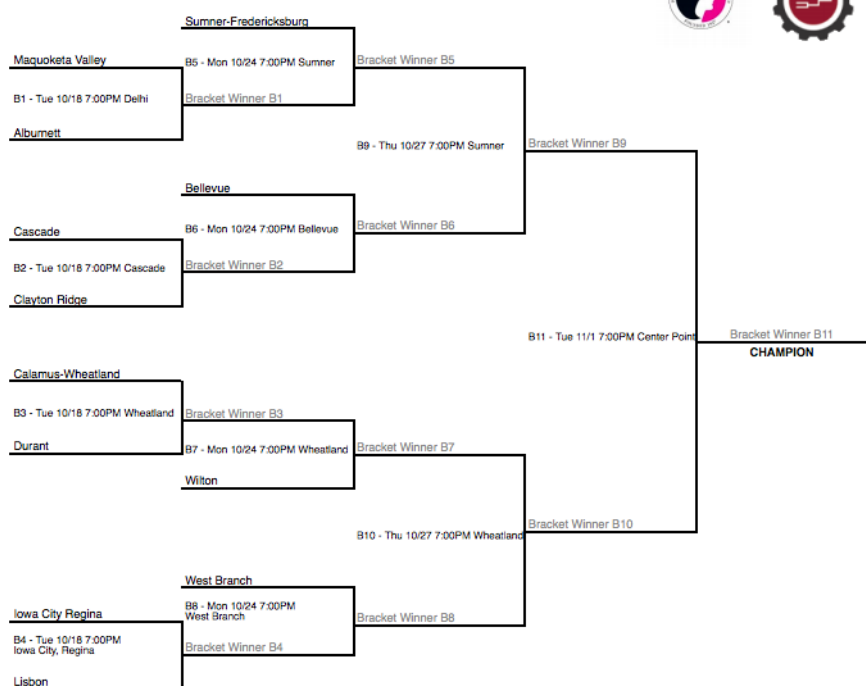 Sumner-Fredericksburg
Maquoketa Valley
B5 - Mon 10/24 7:00PM Sumner
Bracket Winner B5
B1 - Tue 10/18 7:00PM Delhi
Bracket Winner B1
Alburnett
B9 - Thu 10/27 7:00PM Sumner
Bracket Winner B9
Bellevue
Cascade
B6 - Mon 10/24 7:00PM Bellevue
Bracket Winner B6
B2 - Tue 10/18 7:00PM Cascade
Bracket Winner B2
Clayton Ridge
B11 - Tue 11/1 7:00PM Center Point
Bracket Winner B11
CHAMPION
Calamus-Wheatland
B3 - Tue 10/18 7:00PM Wheatland
Bracket Winner B3
Durant
B7 - Mon 10/24 7:00PM Wheatland
Bracket Winner B7
Wilton
B10 - Thu 10/27 7:00PM Wheatland
Bracket Winner B10
West Branch
Iowa City Regina
B8 - Mon 10/24 7:00PM
West Branch
Bracket Winner B8
B4 - Tue 10/18 7:00PM
Iowa City, Regina
Bracket Winner B4
Lisbon